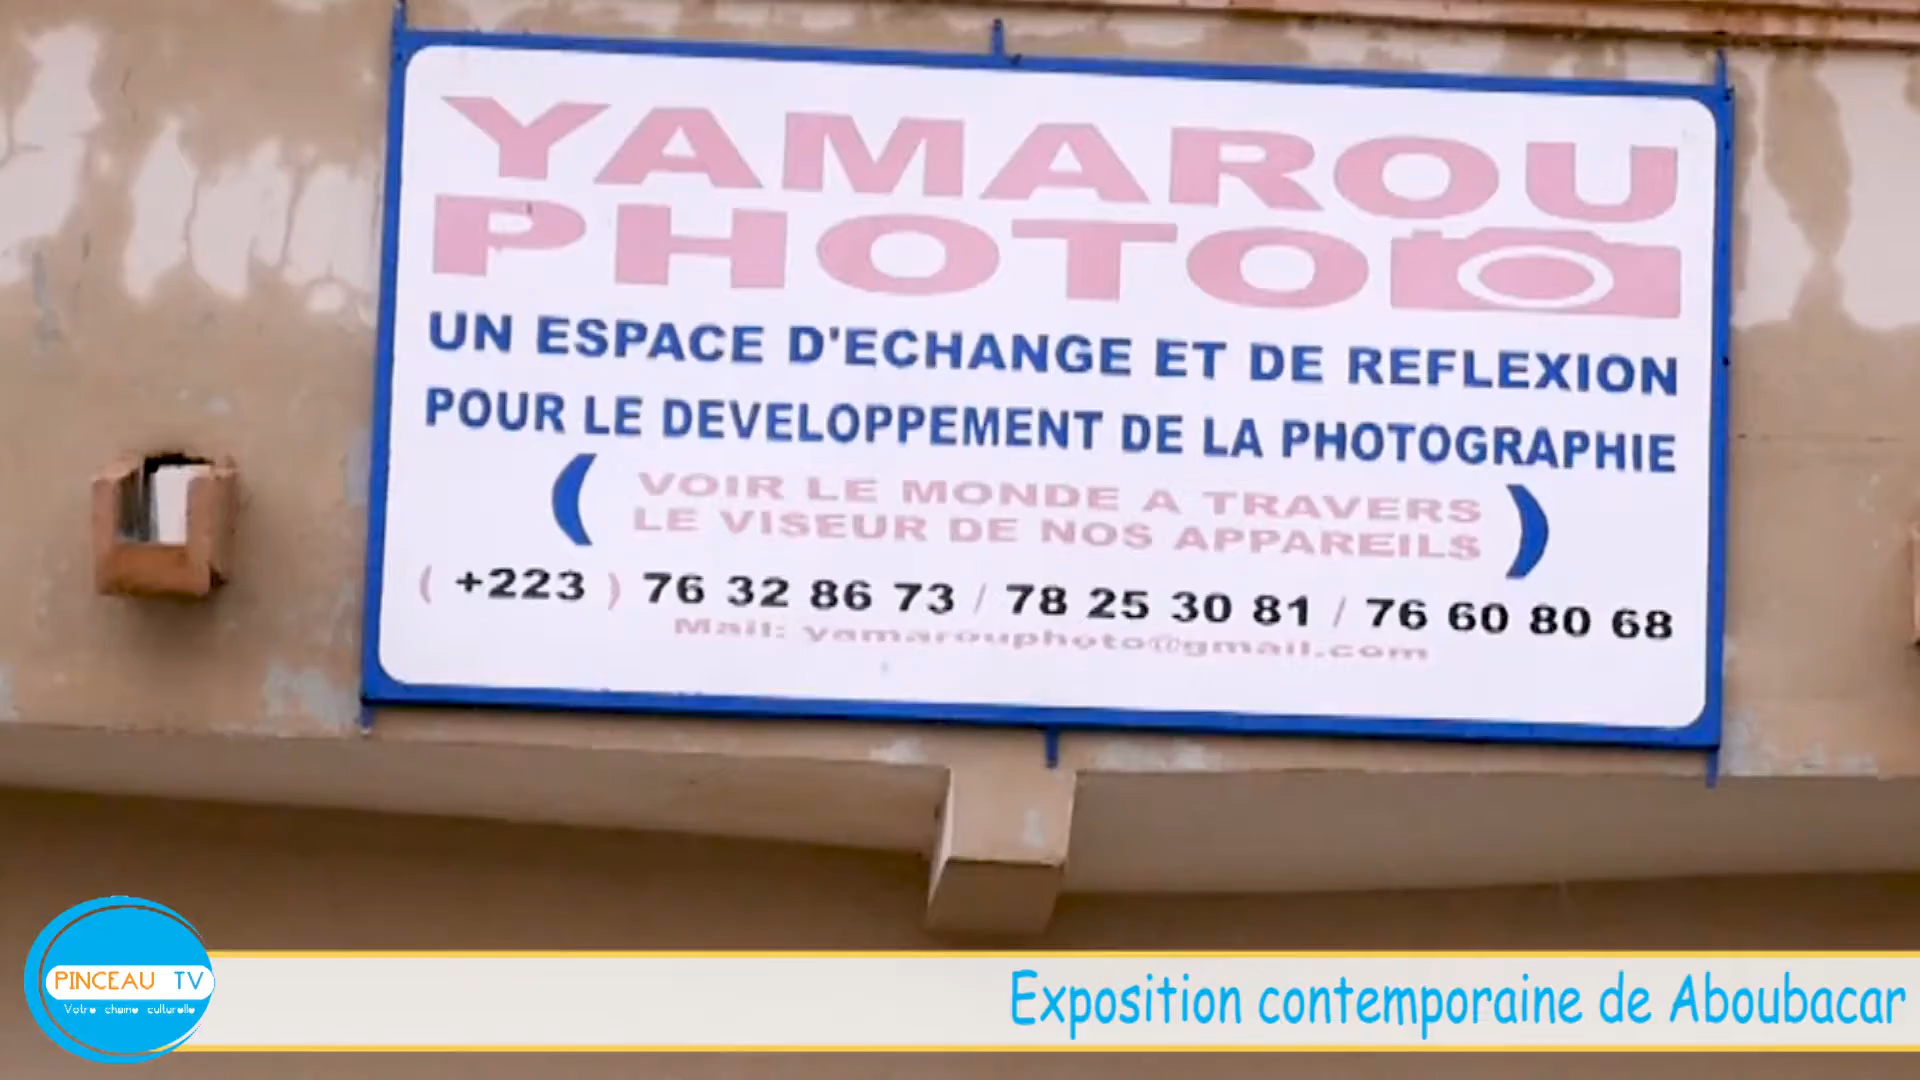 YAMAROU
PHOTO
UN ESPACE D'ECHANGE ET DE REFLEXION
POUR LE DEVELOPPEMENT DE LA PHOTOGRAPHIE
( VOIR LE MONDE A TRAVERS
LE VISEUR DE NOS APPAREILS )
( +223 ) 76 32 86 73 / 78 25 30 81 / 76 60 80 68
Mail: yamarouphoto@gmail.com
PINCEAU TV
Votre chaine culturelle
Exposition contemporaine de Aboubacar